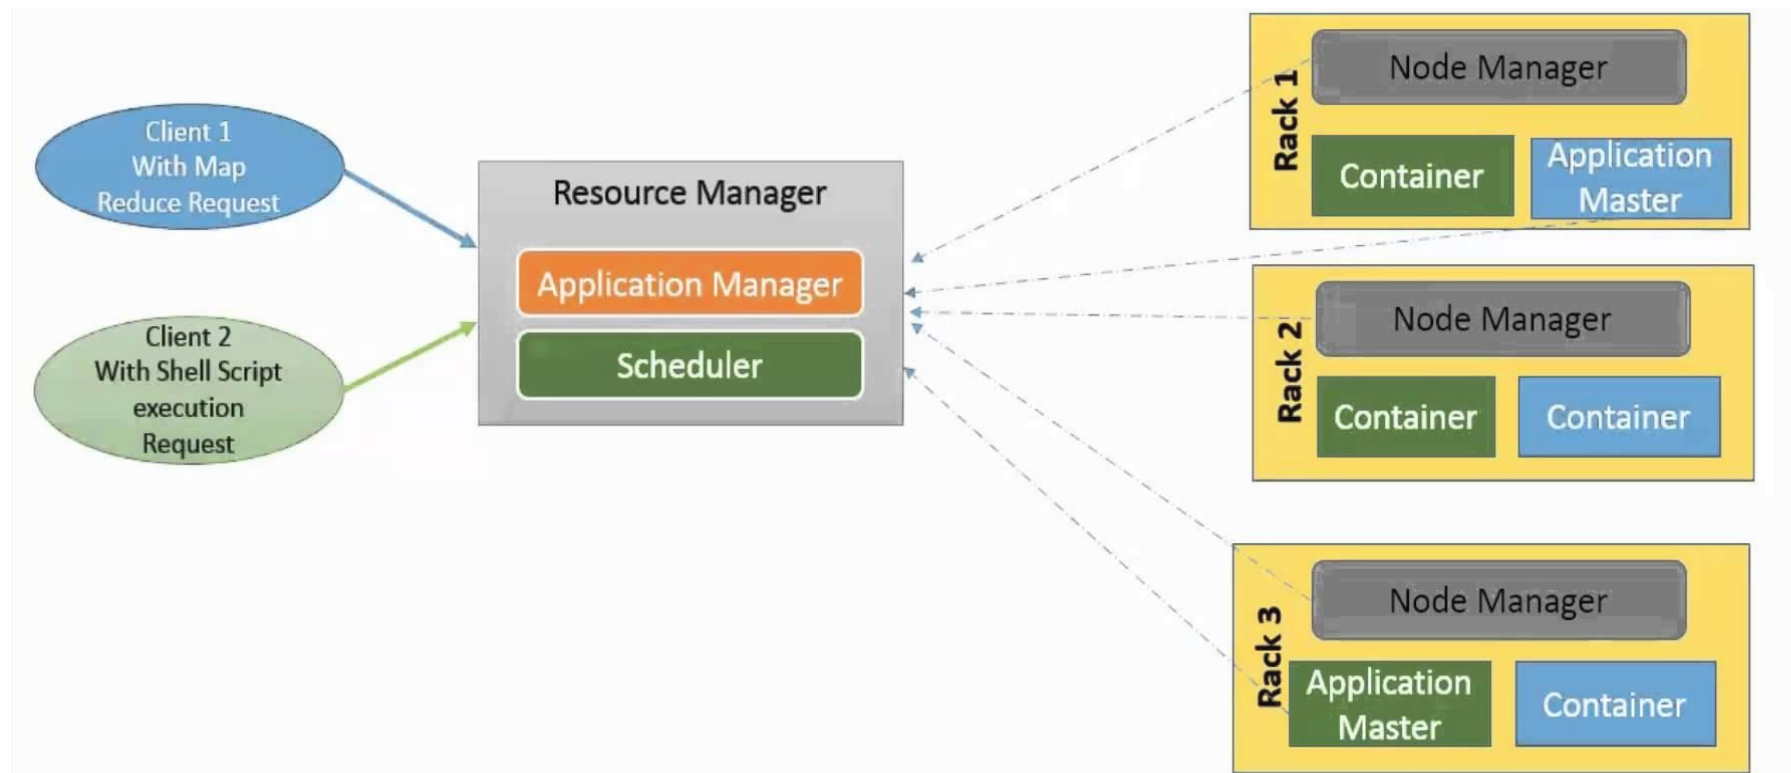 Client 1
With Map
Reduce Request
Client 2
With Shell Script
execution
Request
Resource Manager
Application Manager
Scheduler
Rack 1
Node Manager
Container
Application
Master
Rack 2
Node Manager
Container
Container
Rack 3
Node Manager
Application
Master
Container